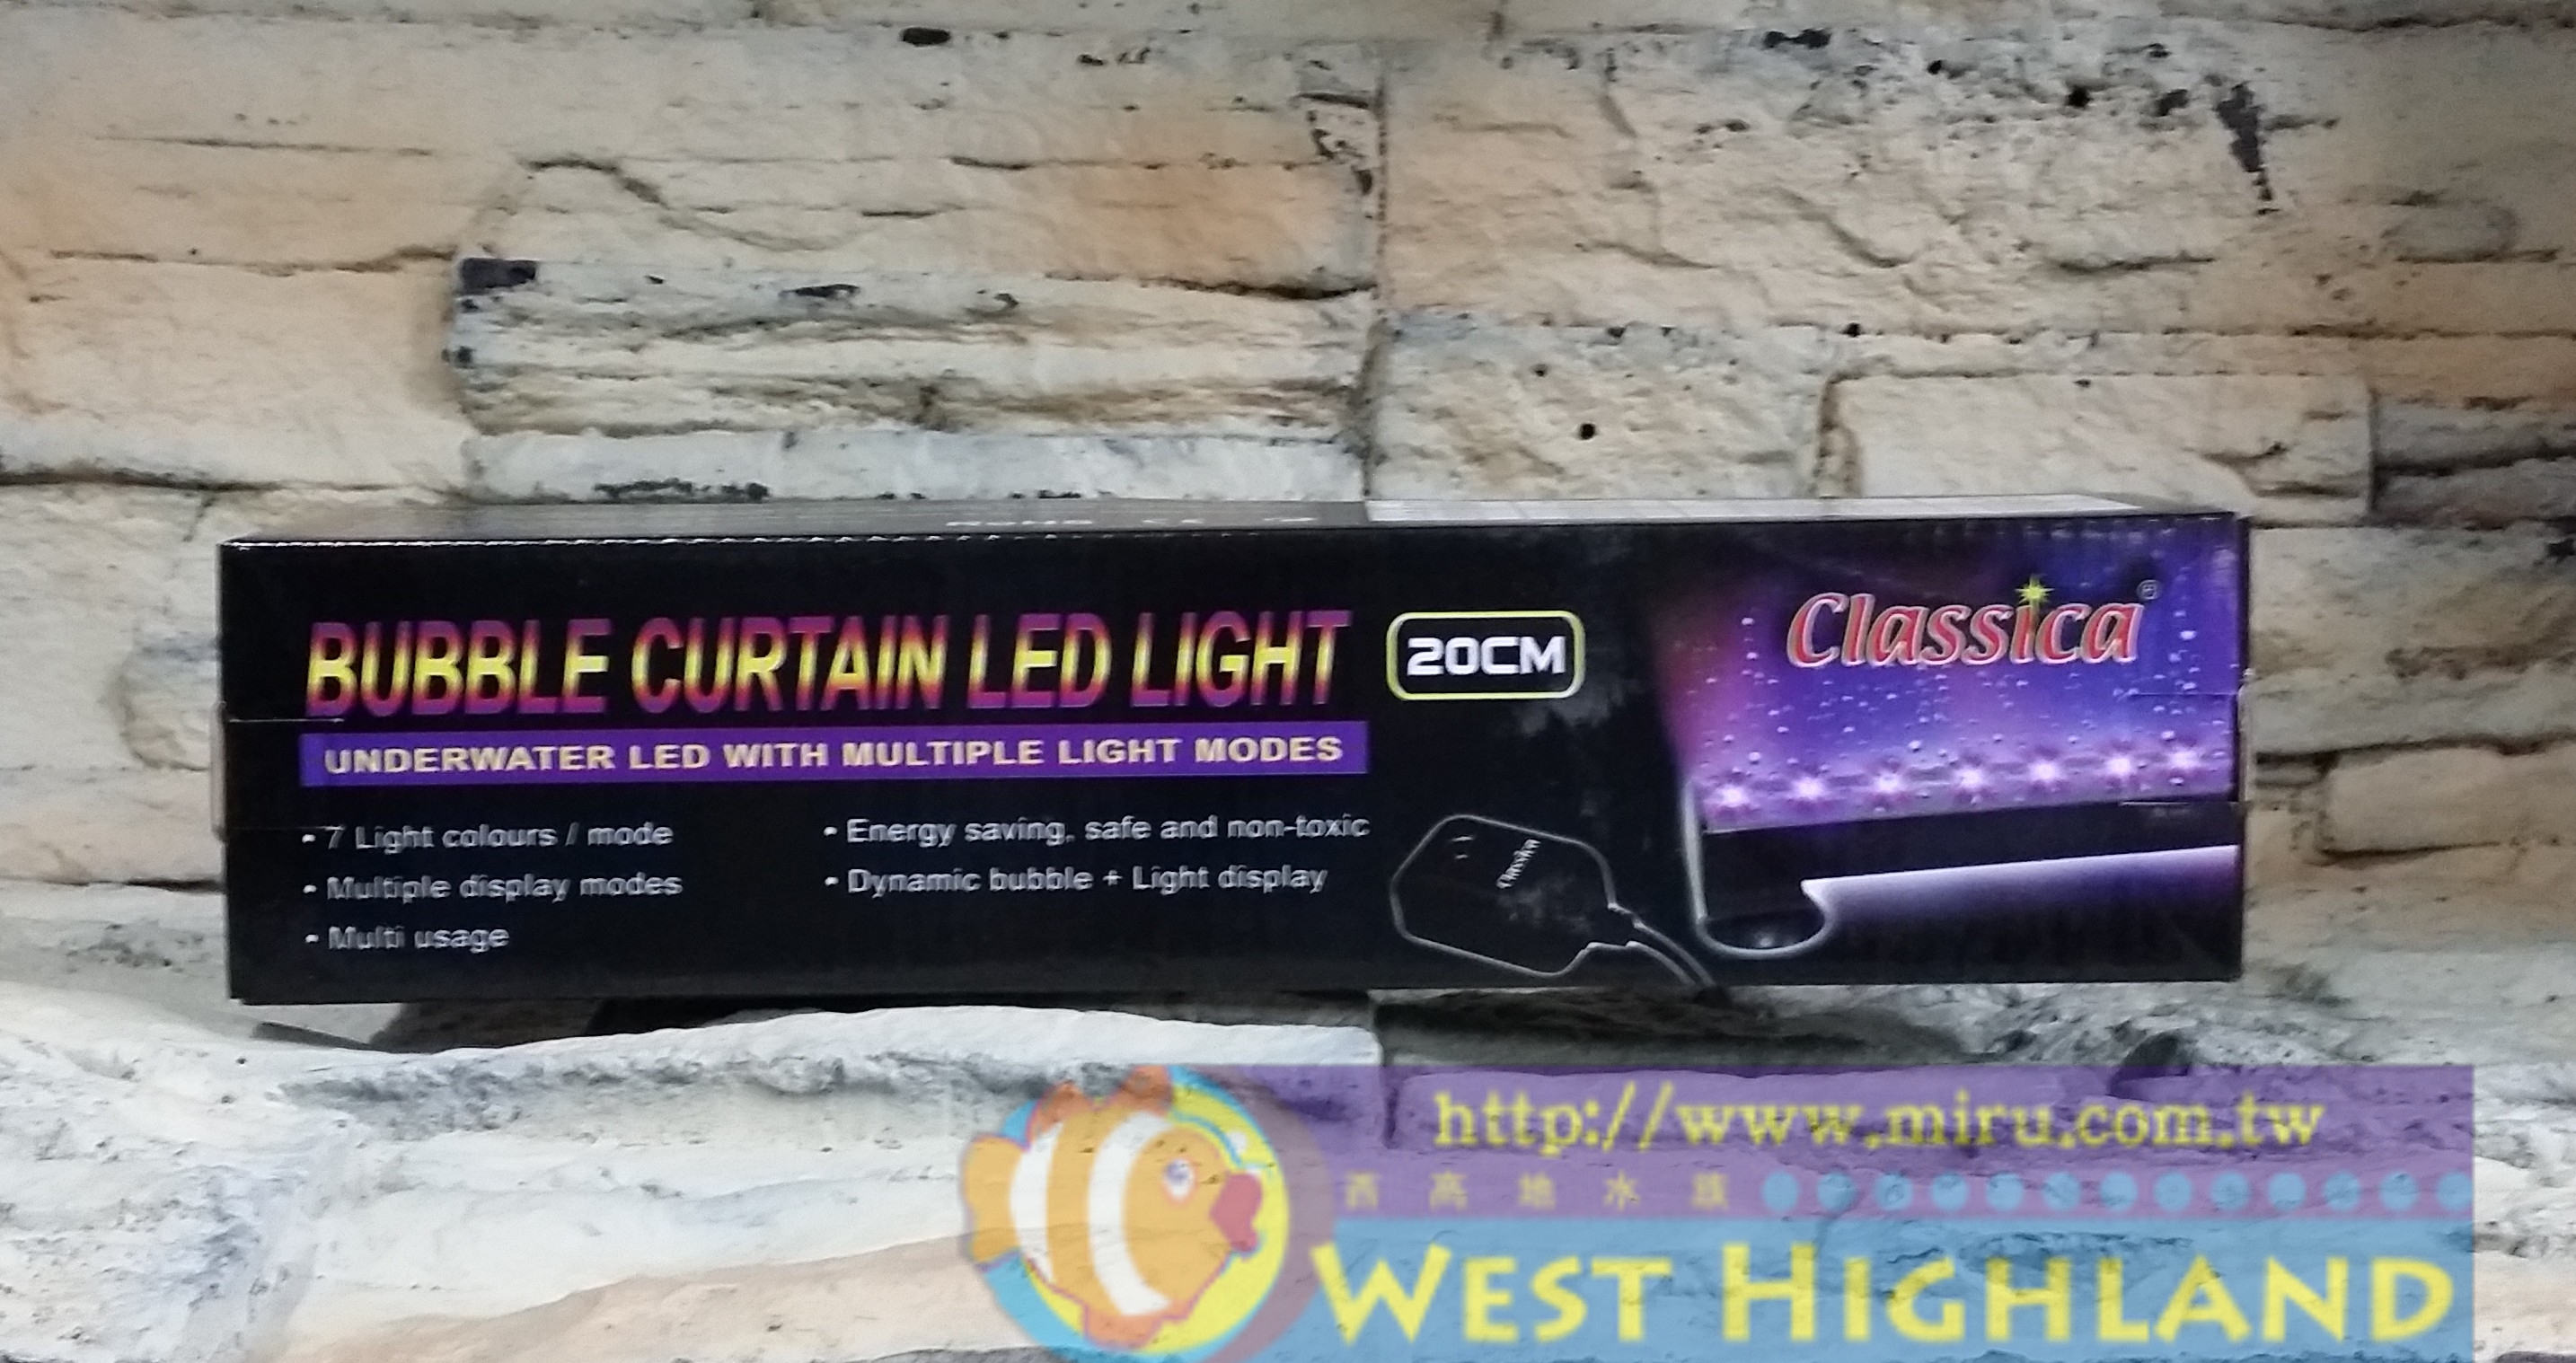 BUBBLE CURTAIN LED LIGHT
20CM
Classica®
UNDERWATER LED WITH MULTIPLE LIGHT MODES
• 7 Light colours / mode
• Multiple display modes
• Multi usage
• Energy saving, safe and non-toxic
• Dynamic bubble + Light display
Classica
http://www.miru.com.tw
西高地水族
WEST HIGHLAND